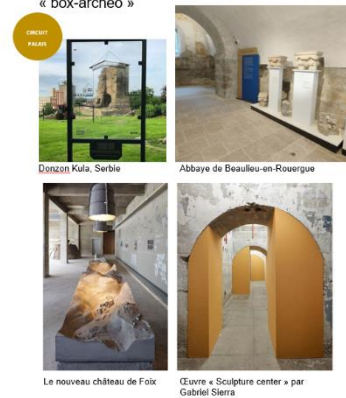 « box-archéo »
CIRCUIT
PALAIS
Donzon Kula, Serbie
Abbaye de Beaulieu-en-Rouergue
Le nouveau château de Foix
Œuvre « Sculpture center » par
Gabriel Sierra